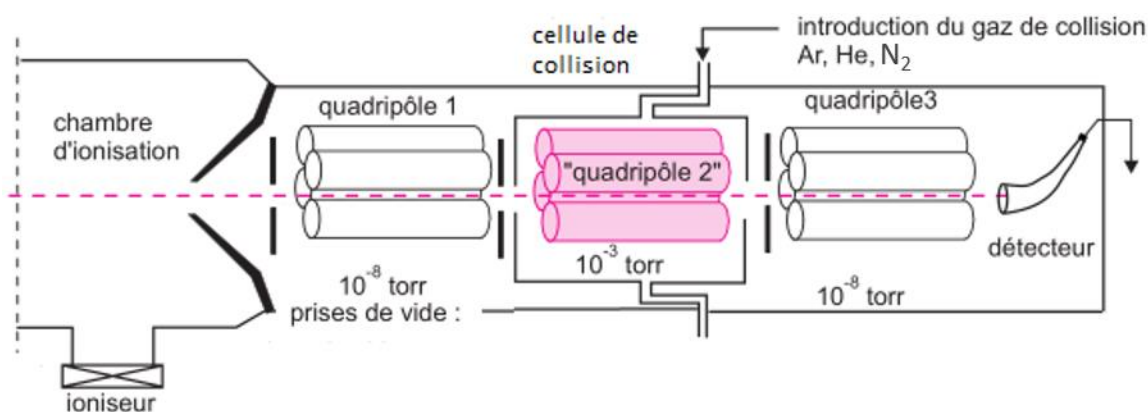 introduction du gaz de collision
Ar, He, N₂
cellule de
collision
quadripôle 1
quadripôle3
chambre
d'ionisation
"quadripôle 2"
détecteur
10⁻³ torr
10⁻⁸ torr
10⁻⁸ torr
prises de vide :
ioniseur